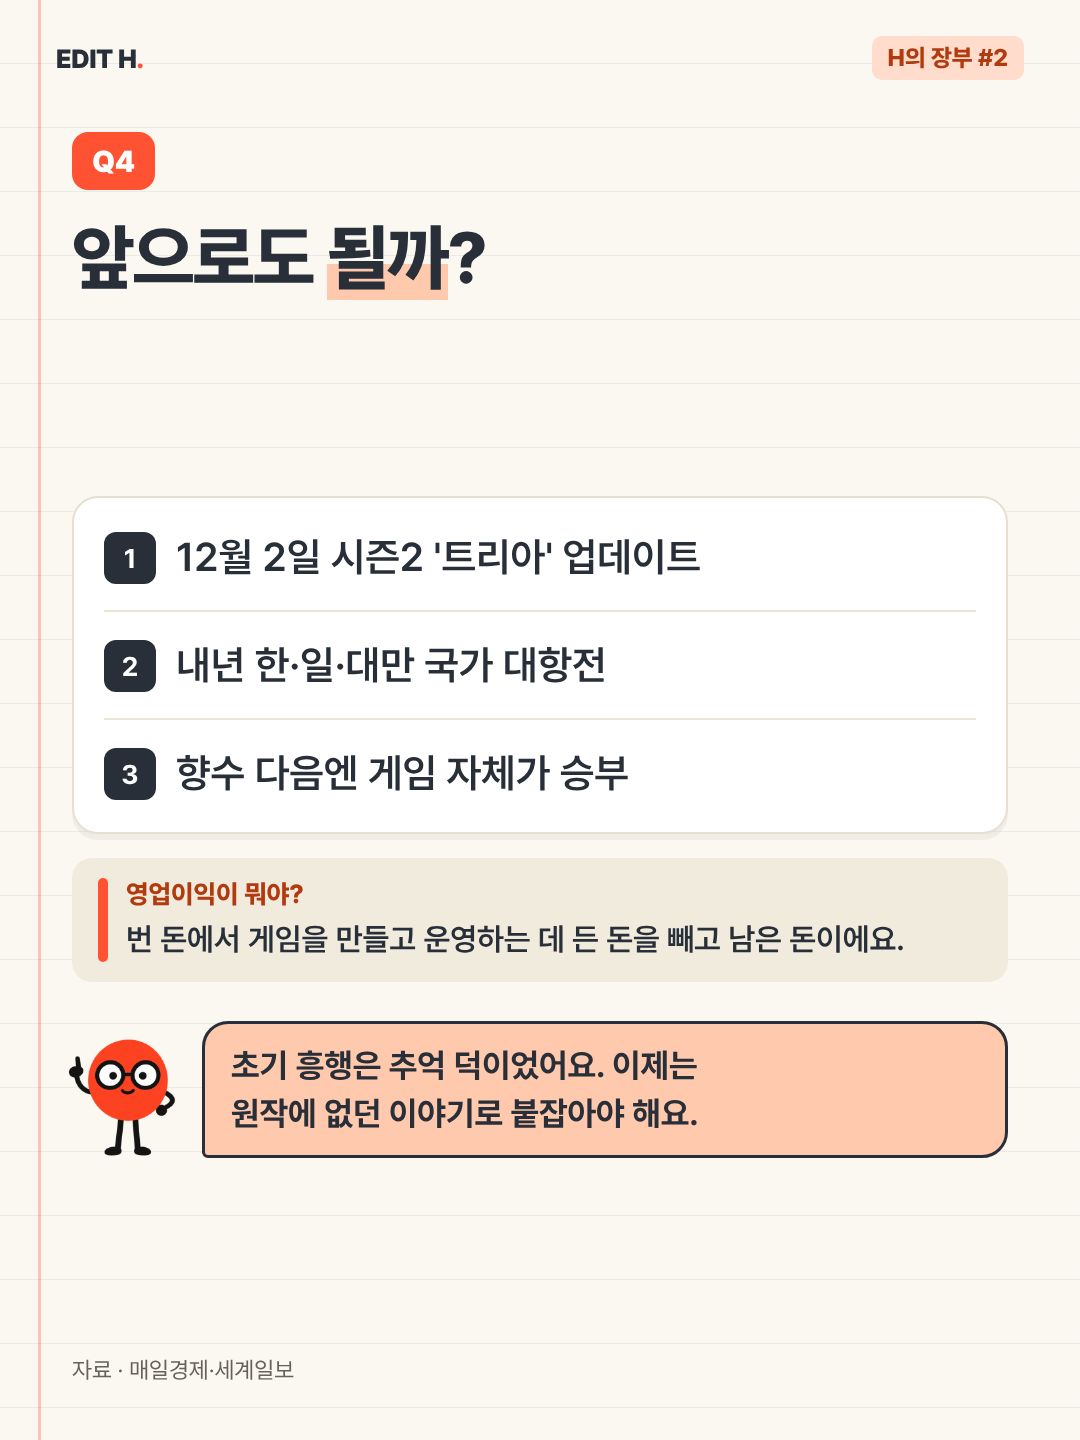 EDIT H.
H의 장부 #2
Q4
앞으로도 될까?
1 12월 2일 시즌2 '트리아' 업데이트
2 내년 한·일·대만 국가 대항전
3 향수 다음엔 게임 자체가 승부
영업이익이 뭐야?
번 돈에서 게임을 만들고 운영하는 데 든 돈을 빼고 남은 돈이에요.
초기 흥행은 추억 덕이었어요. 이제는
원작에 없던 이야기로 붙잡아야 해요.
자료 · 매일경제·세계일보